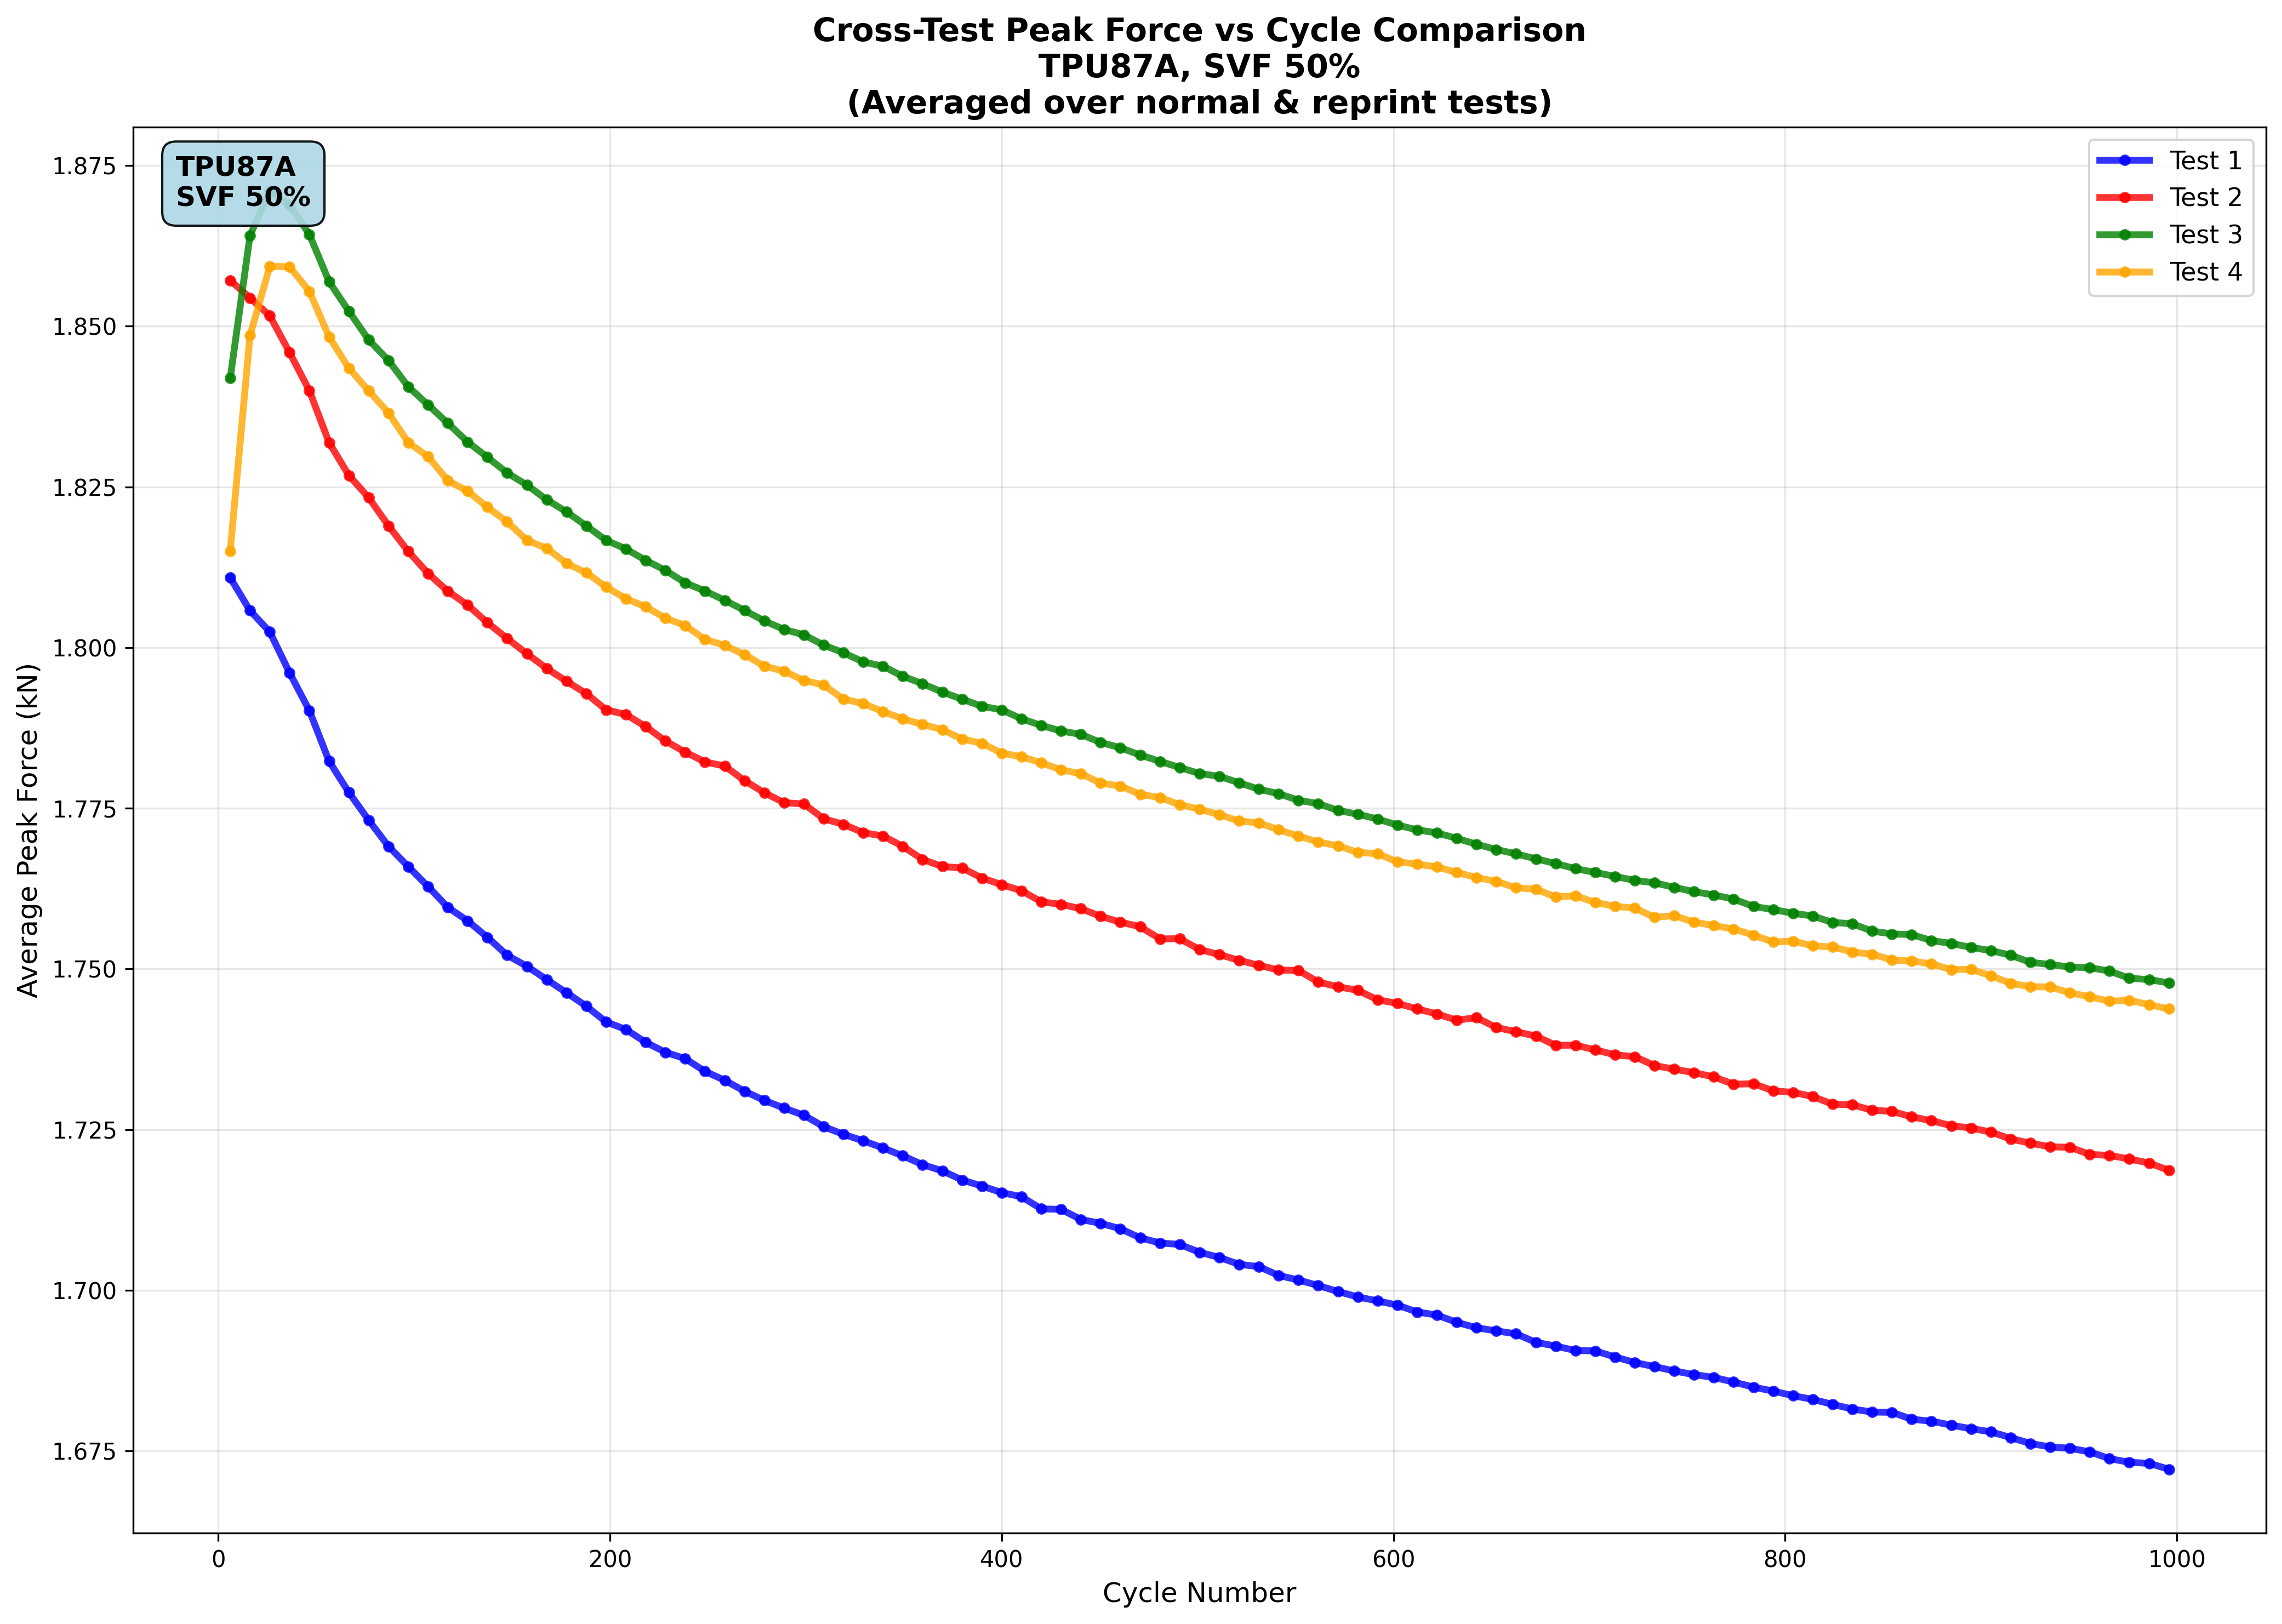 Cross-Test Peak Force vs Cycle Comparison
TPU87A, SVF 50%
(Averaged over normal & reprint tests)
TPU87A
SVF 50%
Test 1
Test 2
Test 3
Test 4
Average Peak Force (kN)
1.875
1.850
1.825
1.800
1.775
1.750
1.725
1.700
1.675
0
200
400
600
800
1000
Cycle Number